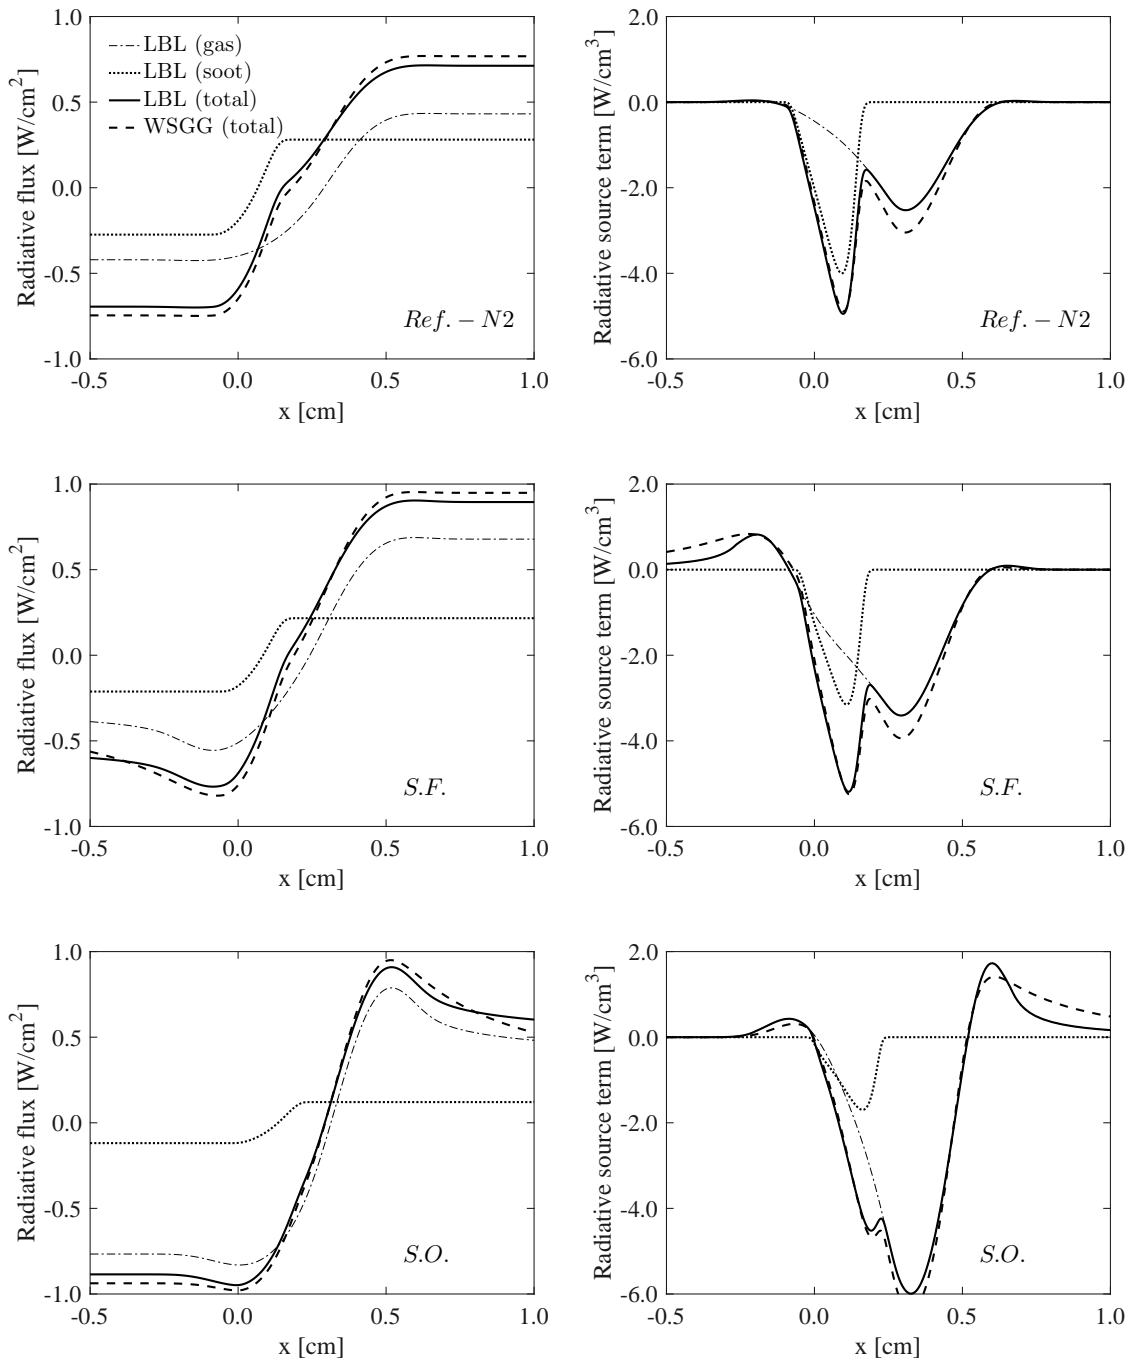 1.0
0.5
0.0
-0.5
-1.0
Radiative flux [W/cm²]
LBL (gas)
LBL (soot)
LBL (total)
WSGG (total)
Ref. − N2
-0.5 0.0 0.5 1.0
x [cm]
2.0
0.0
-2.0
-4.0
-6.0
Radiative source term [W/cm³]
Ref. − N2
-0.5 0.0 0.5 1.0
x [cm]
1.0
0.5
0.0
-0.5
-1.0
Radiative flux [W/cm²]
S.F.
-0.5 0.0 0.5 1.0
x [cm]
2.0
0.0
-2.0
-4.0
-6.0
Radiative source term [W/cm³]
S.F.
-0.5 0.0 0.5 1.0
x [cm]
1.0
0.5
0.0
-0.5
-1.0
Radiative flux [W/cm²]
S.O.
-0.5 0.0 0.5 1.0
x [cm]
2.0
0.0
-2.0
-4.0
-6.0
Radiative source term [W/cm³]
S.O.
-0.5 0.0 0.5 1.0
x [cm]